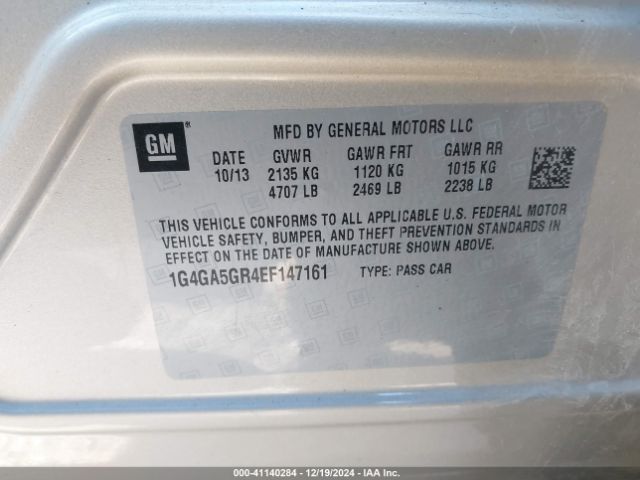 GM ®
MFD BY GENERAL MOTORS LLC
DATE GVWR GAWR FRT GAWR RR
10/13 2135 KG 1120 KG 1015 KG
4707 LB 2469 LB 2238 LB
THIS VEHICLE CONFORMS TO ALL APPLICABLE U.S. FEDERAL MOTOR
VEHICLE SAFETY, BUMPER, AND THEFT PREVENTION STANDARDS IN
EFFECT ON THE DATE OF MANUFACTURE SHOWN ABOVE.
1G4GA5GR4EF147161 TYPE: PASS CAR
© IAA Inc. STOCK #: 000-41140284 | 12/19/2024 - IAAI.COM